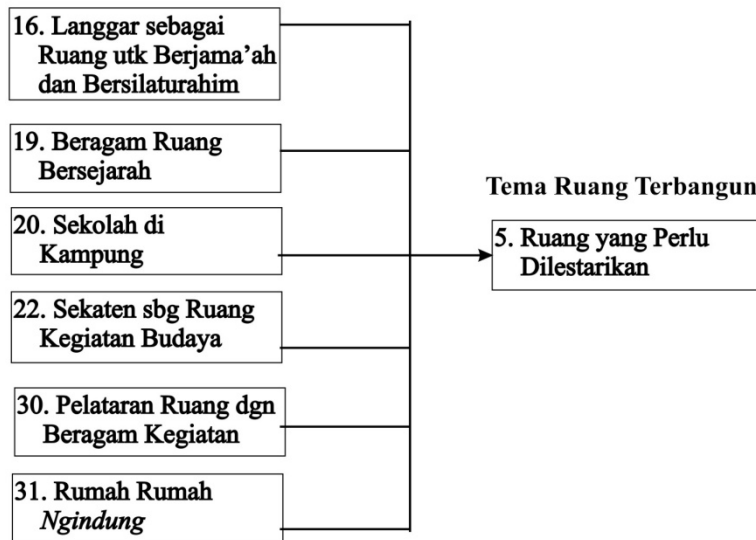 16. Langgar sebagai
Ruang utk Berjama’ah
dan Bersilaturahim
19. Beragam Ruang
Bersejarah
20. Sekolah di
Kampung
22. Sekaten sbg Ruang
Kegiatan Budaya
30. Pelataran Ruang dgn
Beragam Kegiatan
31. Rumah Rumah
Ngindung
Tema Ruang Terbangun
5. Ruang yang Perlu
Dilestarikan